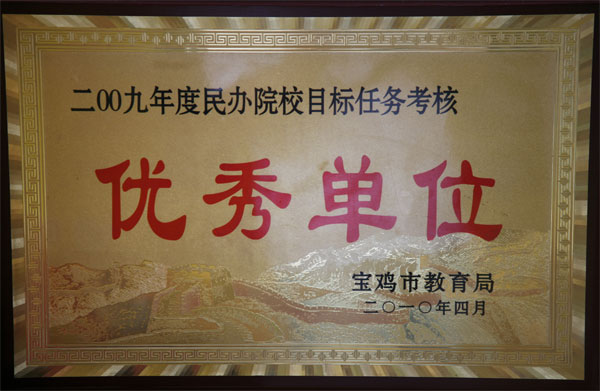 二00九年度民办院校目标任务考核
优秀单位
宝鸡市教育局
二〇一〇年四月